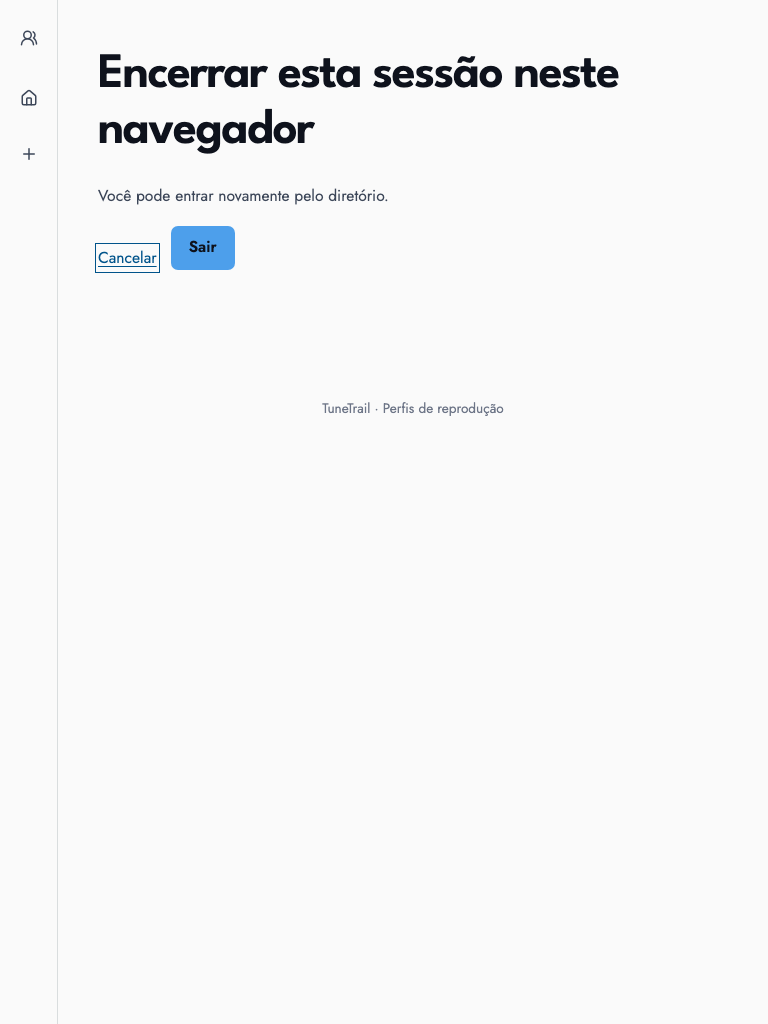 Encerrar esta sessão neste
navegador
Você pode entrar novamente pelo diretório.
Cancelar
Sair
TuneTrail · Perfis de reprodução